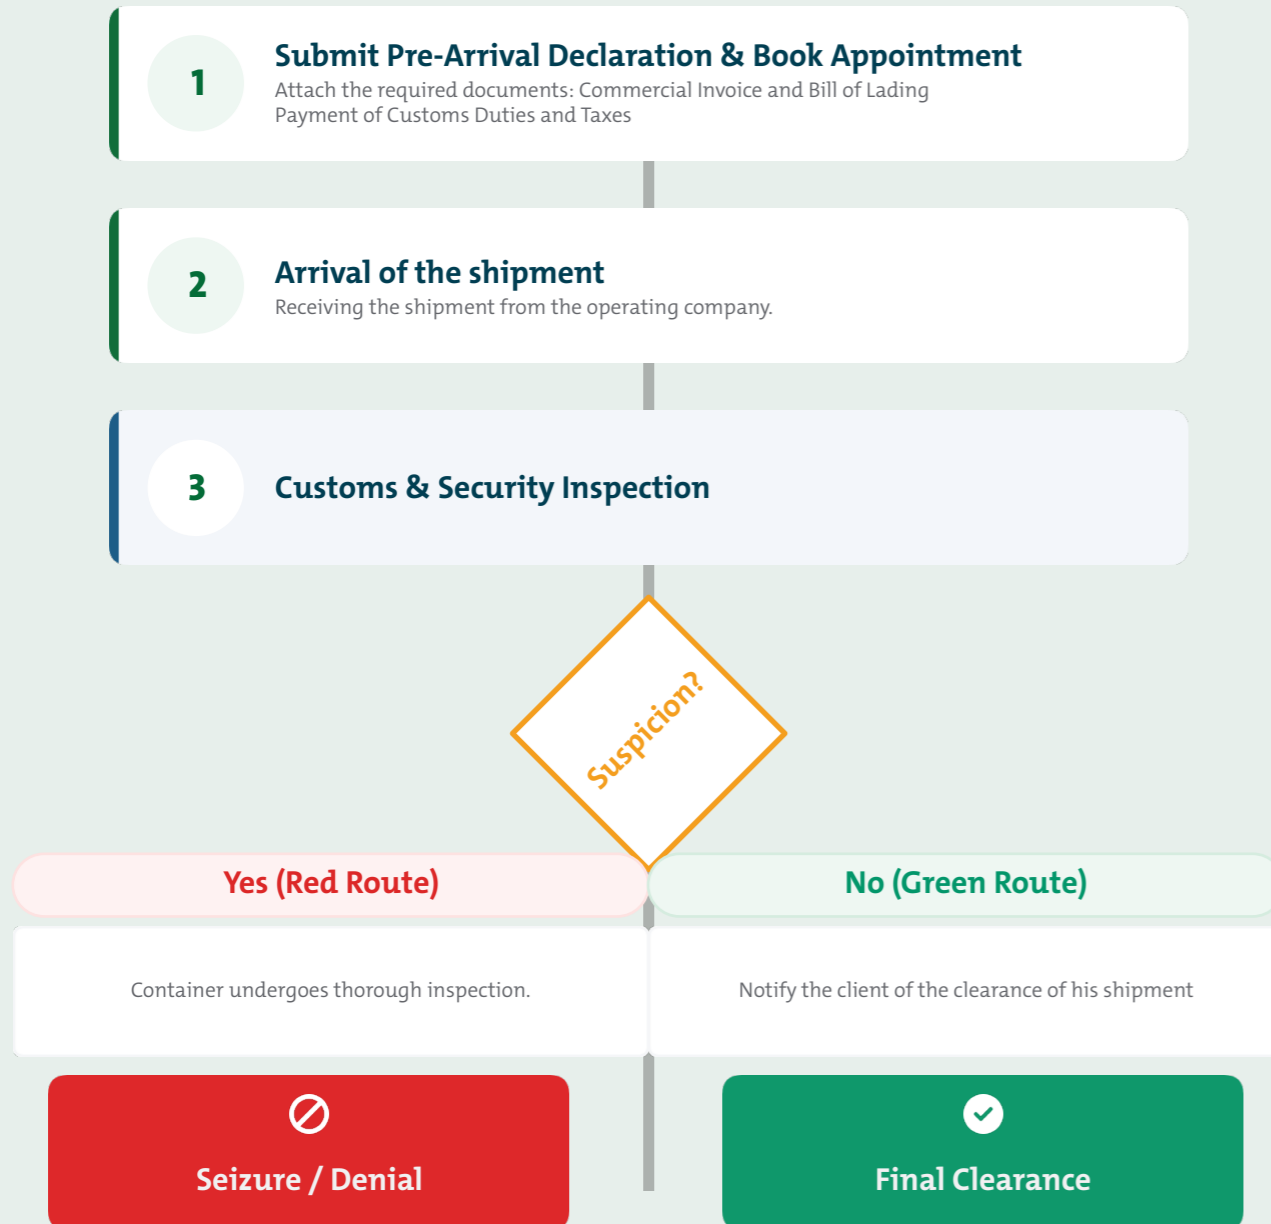 1
Submit Pre-Arrival Declaration & Book Appointment
Attach the required documents: Commercial Invoice and Bill of Lading
Payment of Customs Duties and Taxes
2
Arrival of the shipment
Receiving the shipment from the operating company.
3
Customs & Security Inspection
Suspicion?
Yes (Red Route)
No (Green Route)
Container undergoes thorough inspection.
Notify the client of the clearance of his shipment
Seizure / Denial
Final Clearance